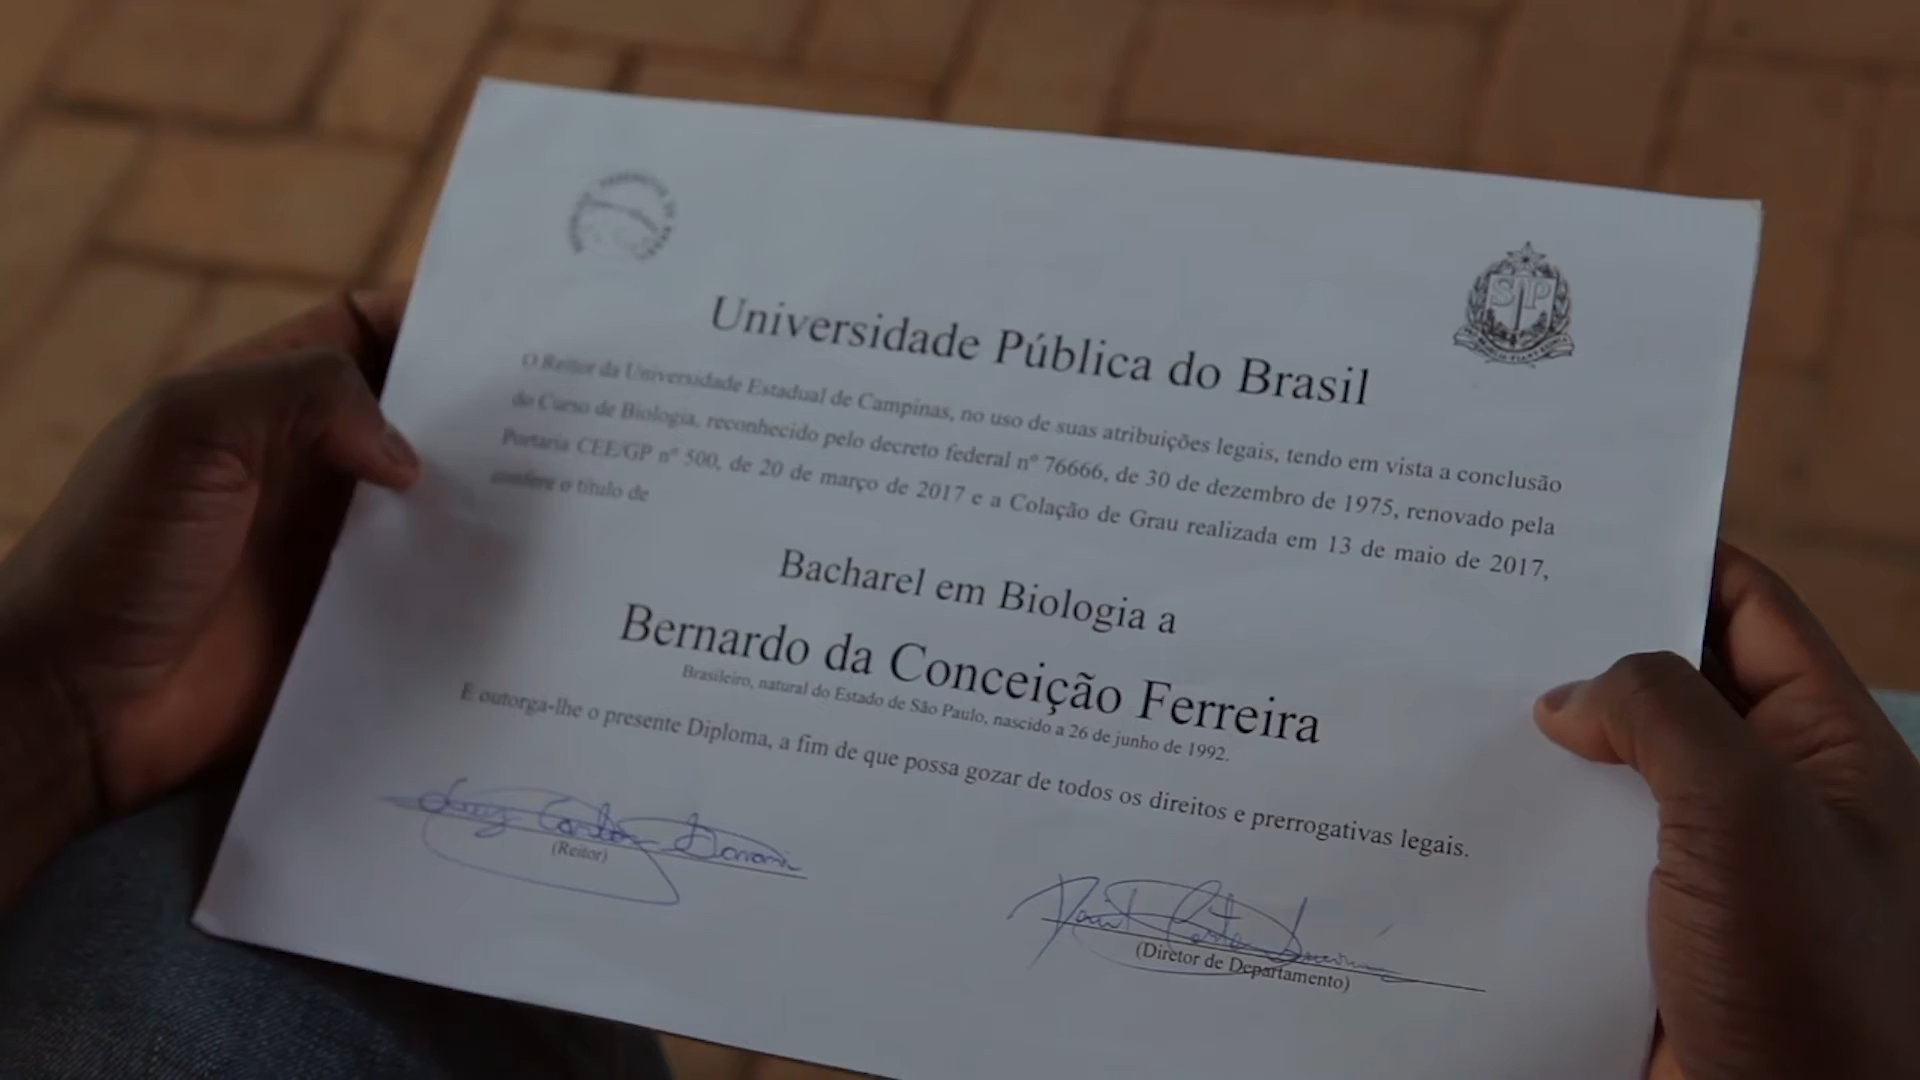 SP
Universidade Pública do Brasil
O Reitor da Universidade Estadual de Campinas, no uso de suas atribuições legais, tendo em vista a conclusão
do Curso de Biologia, reconhecido pelo decreto federal nº 76666, de 30 de dezembro de 1975, renovado pela
Portaria CEE/GP nº 500, de 20 de março de 2017 e a Colação de Grau realizada em 13 de maio de 2017,
confere o título de
Bacharel em Biologia a
Bernardo da Conceição Ferreira
Brasileiro, natural do Estado de São Paulo, nascido a 26 de junho de 1992.
E outorga-lhe o presente Diploma, a fim de que possa gozar de todos os direitos e prerrogativas legais.
(Reitor)
(Diretor de Departamento)